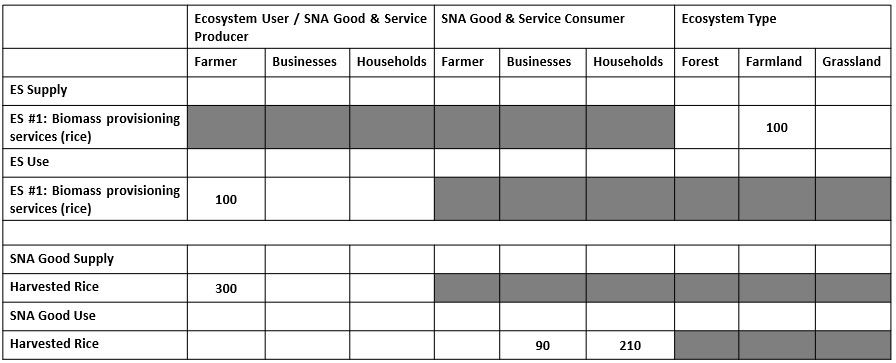 Ecosystem User / SNA Good & Service Producer SNA Good & Service Consumer Ecosystem Type
Farmer Businesses Households Farmer Businesses Households Forest Farmland Grassland
ES Supply
ES #1: Biomass provisioning services (rice) 100
ES Use
ES #1: Biomass provisioning services (rice) 100
SNA Good Supply
Harvested Rice 300
SNA Good Use
Harvested Rice 90 210